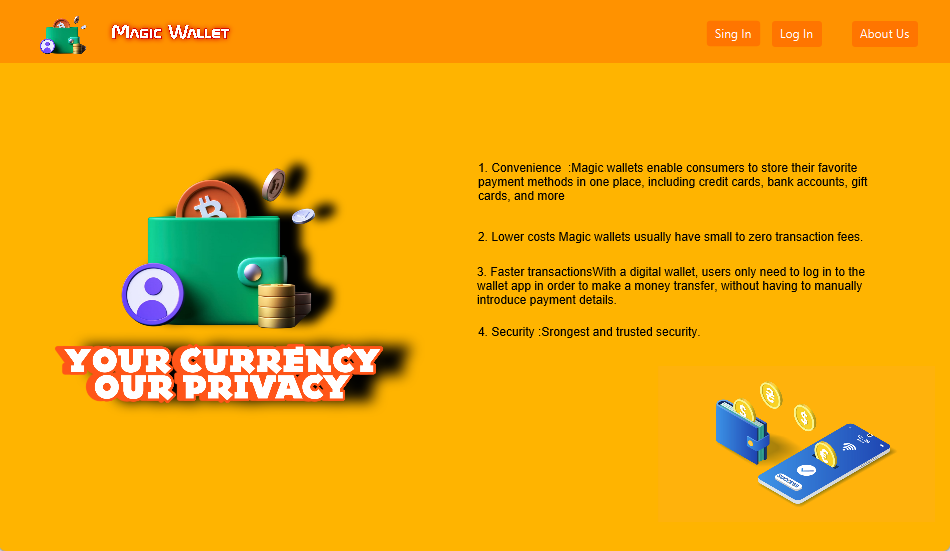 Magic Wallet
Sing In
Log In
About Us
1. Convenience  :Magic wallets enable consumers to store their favorite
payment methods in one place, including credit cards, bank accounts, gift
cards, and more
2. Lower costs Magic wallets usually have small to zero transaction fees.
3. Faster transactionsWith a digital wallet, users only need to log in to the
wallet app in order to make a money transfer, without having to manually
introduce payment details.
4. Security :Srongest and trusted security.
YOUR CURRENCY
OUR PRIVACY